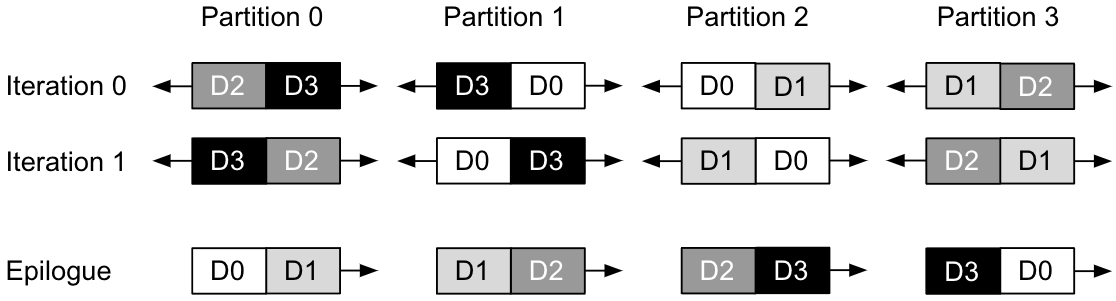 Partition 0 Partition 1 Partition 2 Partition 3
Iteration 0 D2 D3 D3 D0 D0 D1 D1 D2
Iteration 1 D3 D2 D0 D3 D1 D0 D2 D1
Epilogue D0 D1 D1 D2 D2 D3 D3 D0